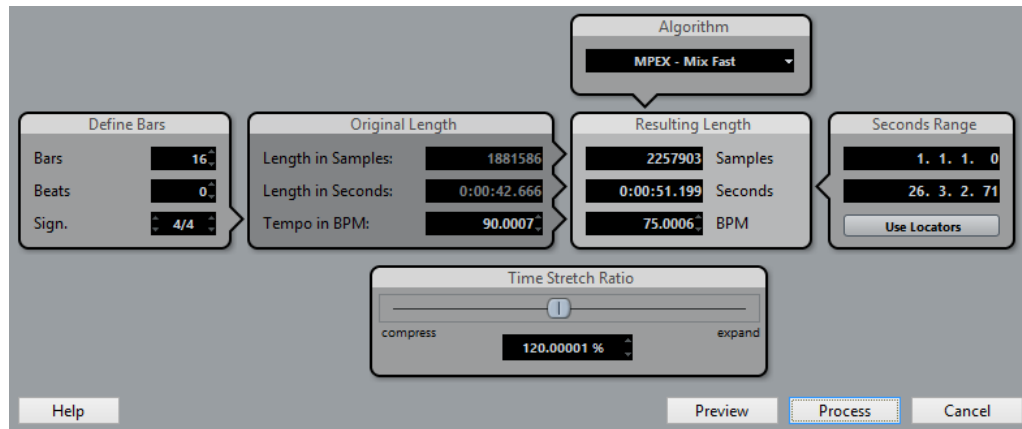 Algorithm
MPEX - Mix Fast
Define Bars
Bars 16
Beats 0
Sign. 4/4
Original Length
Length in Samples: 1881586
Length in Seconds: 0:00:42.666
Tempo in BPM: 90.0007
Resulting Length
2257903 Samples
0:00:51.199 Seconds
75.0006 BPM
Seconds Range
1. 1. 1. 0
26. 3. 2. 71
Use Locators
Time Stretch Ratio
compress expand
120.00001 %
Help Preview Process Cancel